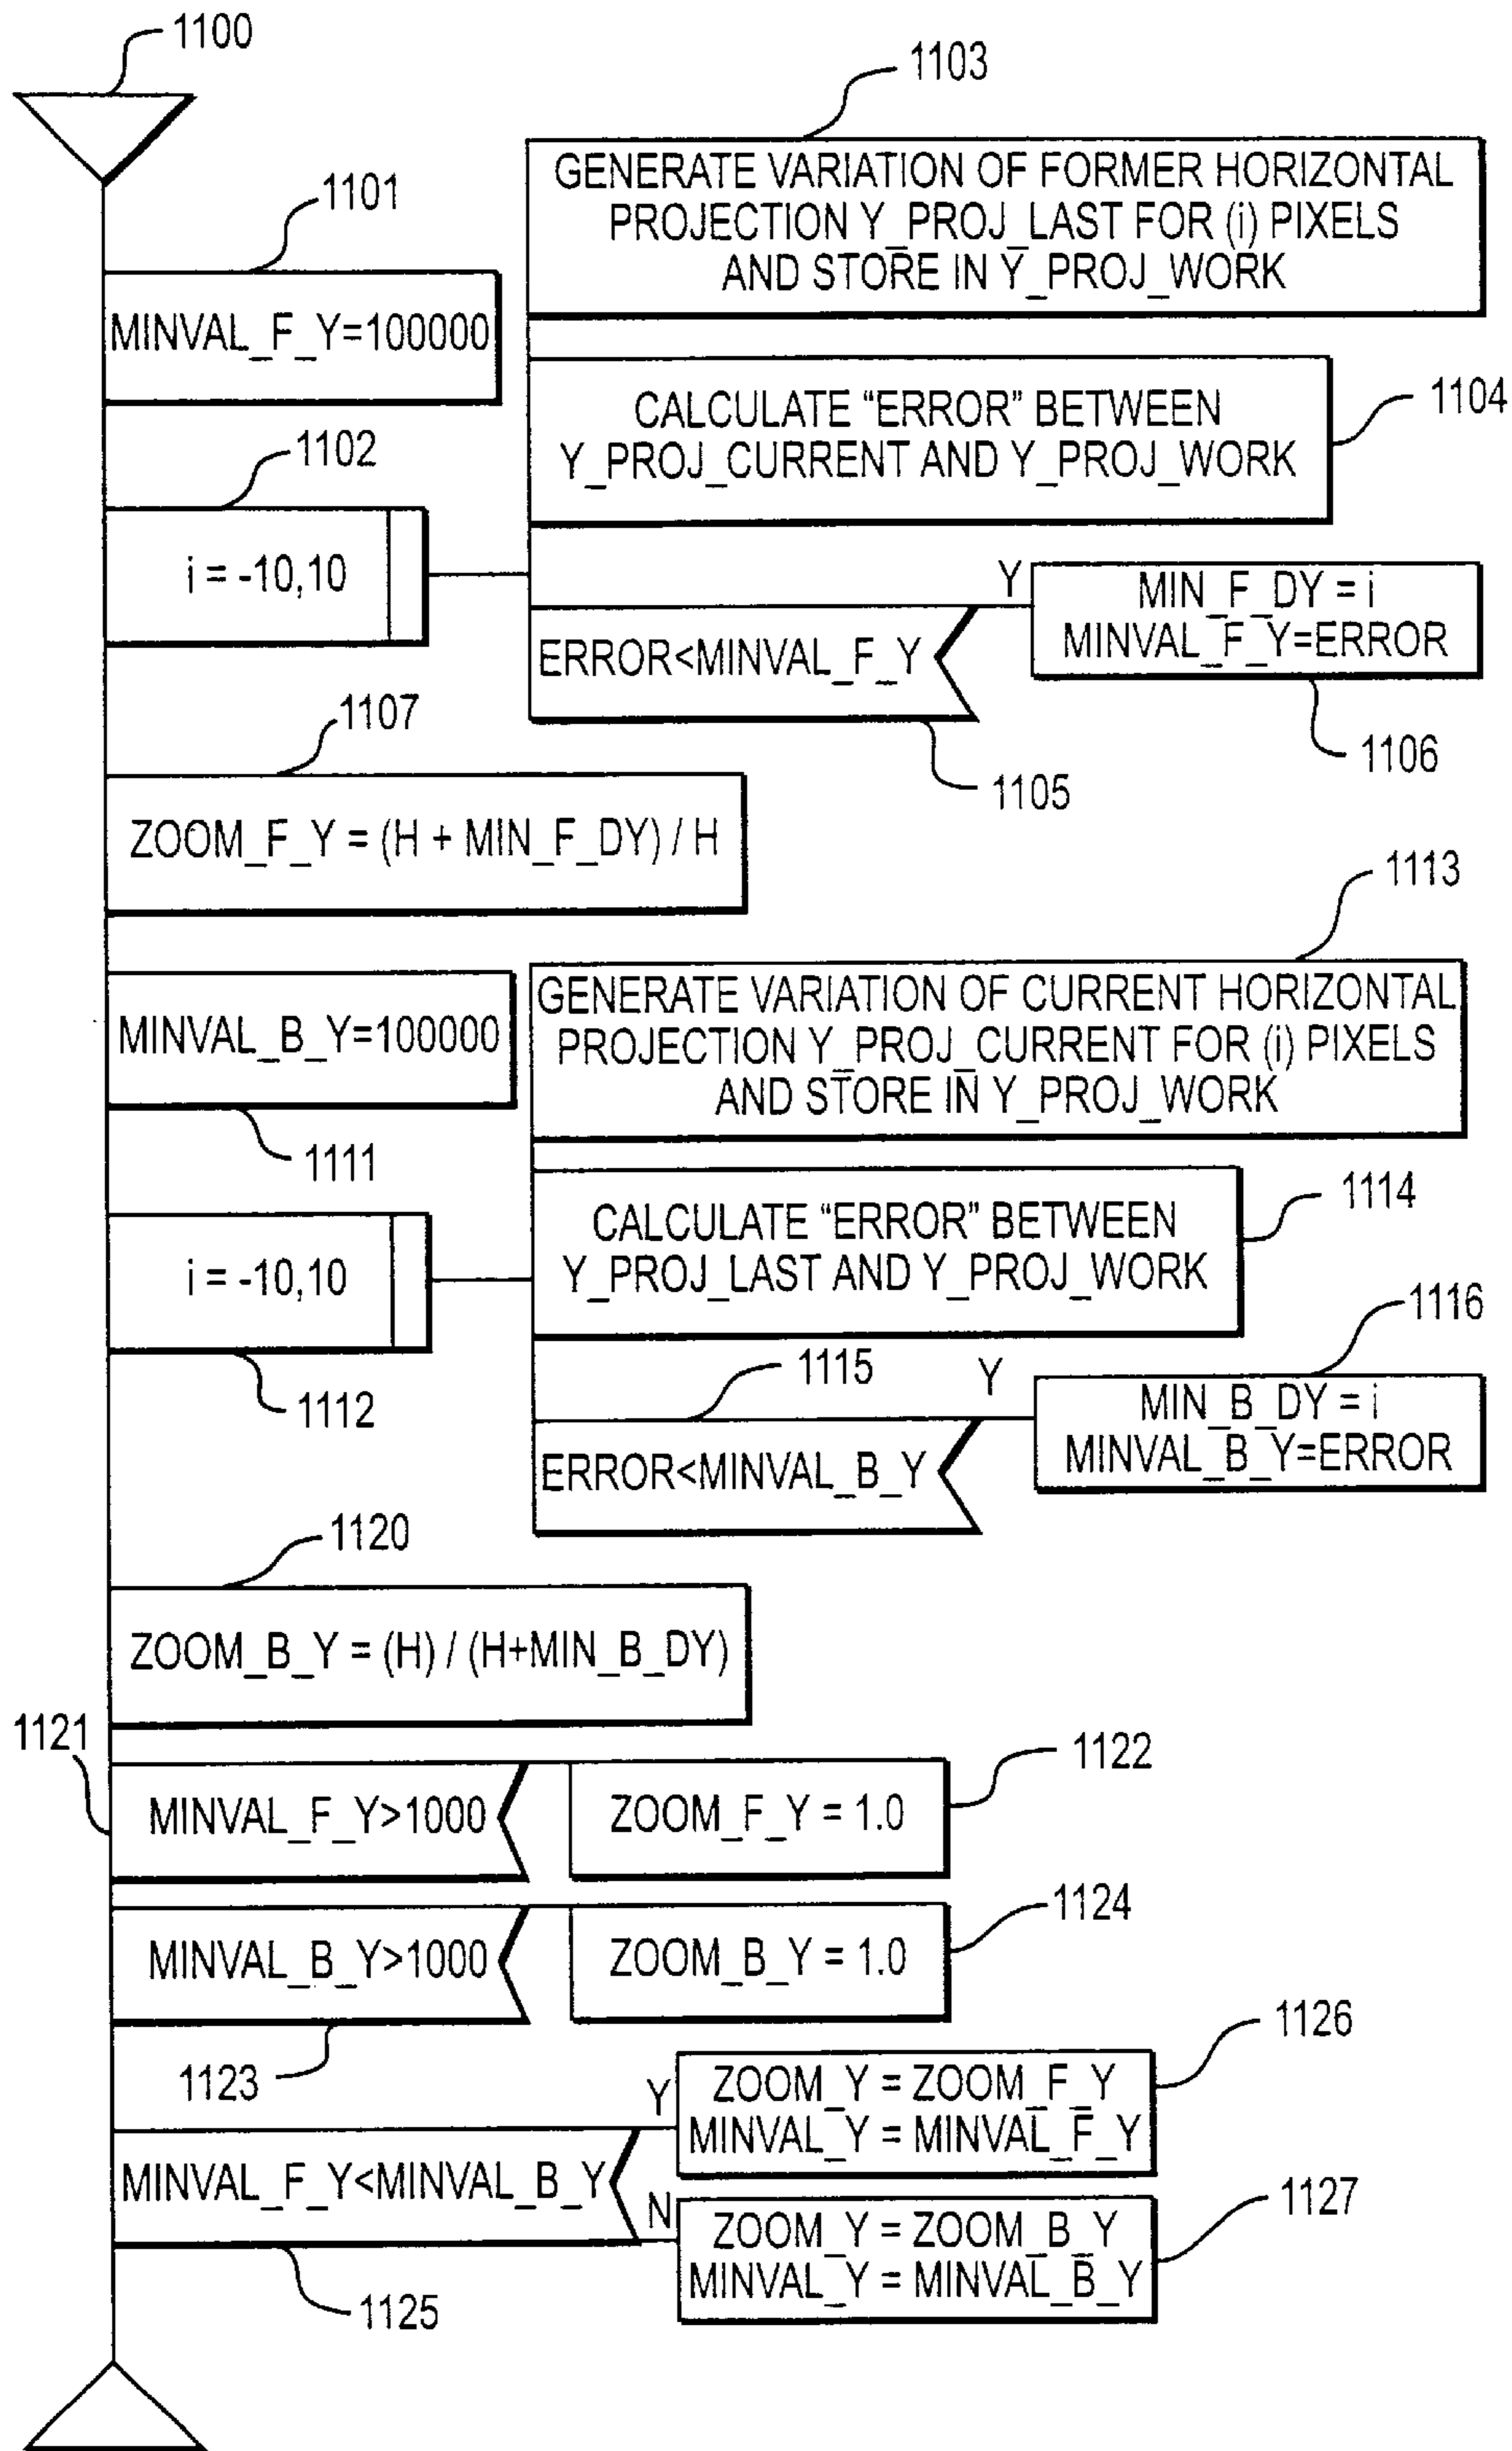 1100
1103
GENERATE VARIATION OF FORMER HORIZONTAL
PROJECTION Y_PROJ_LAST FOR (i) PIXELS
AND STORE IN Y_PROJ_WORK
1101
MINVAL_F_Y=100000
CALCULATE “ERROR” BETWEEN
Y_PROJ_CURRENT AND Y_PROJ_WORK
1104
1102
i = -10,10
ERROR<MINVAL_F_Y
Y
MIN_F_DY = i
MINVAL_F_Y=ERROR
1106
1105
1107
ZOOM_F_Y = (H + MIN_F_DY) / H
1113
MINVAL_B_Y=100000
1111
GENERATE VARIATION OF CURRENT HORIZONTAL
PROJECTION Y_PROJ_CURRENT FOR (i) PIXELS
AND STORE IN Y_PROJ_WORK
CALCULATE “ERROR” BETWEEN
Y_PROJ_LAST AND Y_PROJ_WORK
1114
i = -10,10
1112
1115
ERROR<MINVAL_B_Y
Y
1116
MIN_B_DY = i
MINVAL_B_Y=ERROR
1120
ZOOM_B_Y = (H) / (H+MIN_B_DY)
1121
MINVAL_F_Y>1000
ZOOM_F_Y = 1.0
1122
MINVAL_B_Y>1000
ZOOM_B_Y = 1.0
1124
1123
MINVAL_F_Y<MINVAL_B_Y
Y
ZOOM_Y = ZOOM_F_Y
MINVAL_Y = MINVAL_F_Y
1126
N
ZOOM_Y = ZOOM_B_Y
MINVAL_Y = MINVAL_B_Y
1127
1125